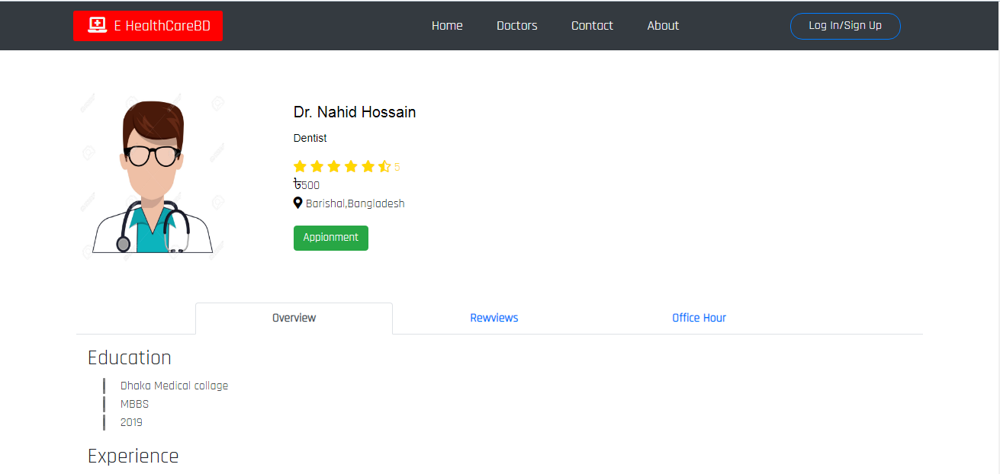 E HealthCareBD Home Doctors Contact About Log In/Sign Up
Dr. Nahid Hossain
Dentist
5
৳500
Barishal,Bangladesh
Appionment
Overview Rewviews Office Hour
Education
Dhaka Medical collage
MBBS
2019
Experience